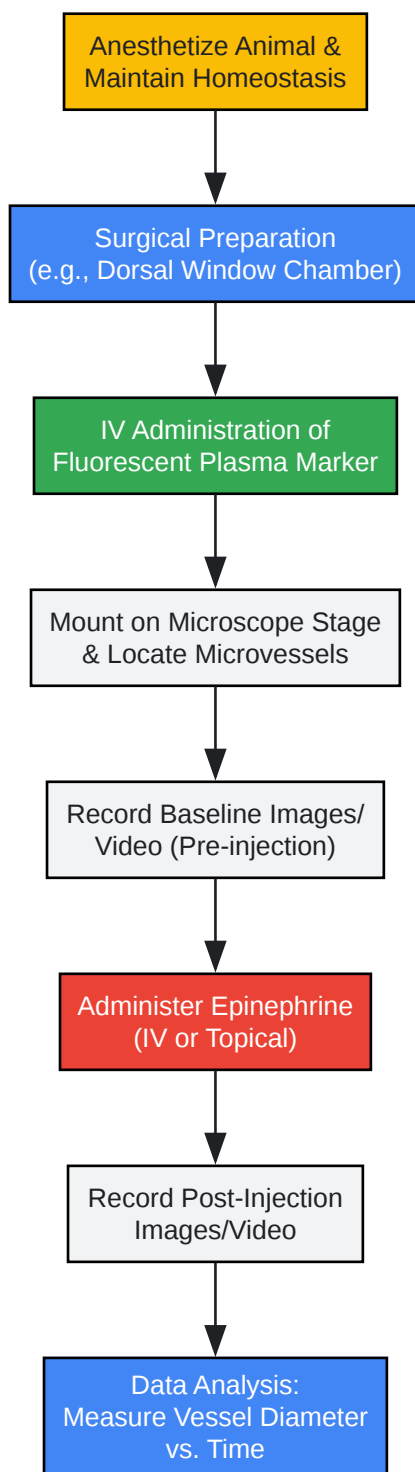 Anesthetize Animal &
Maintain Homeostasis
Surgical Preparation
(e.g., Dorsal Window Chamber)
IV Administration of
Fluorescent Plasma Marker
Mount on Microscope Stage
& Locate Microvessels
Record Baseline Images/
Video (Pre-injection)
Administer Epinephrine
(IV or Topical)
Record Post-Injection
Images/Video
Data Analysis:
Measure Vessel Diameter
vs. Time